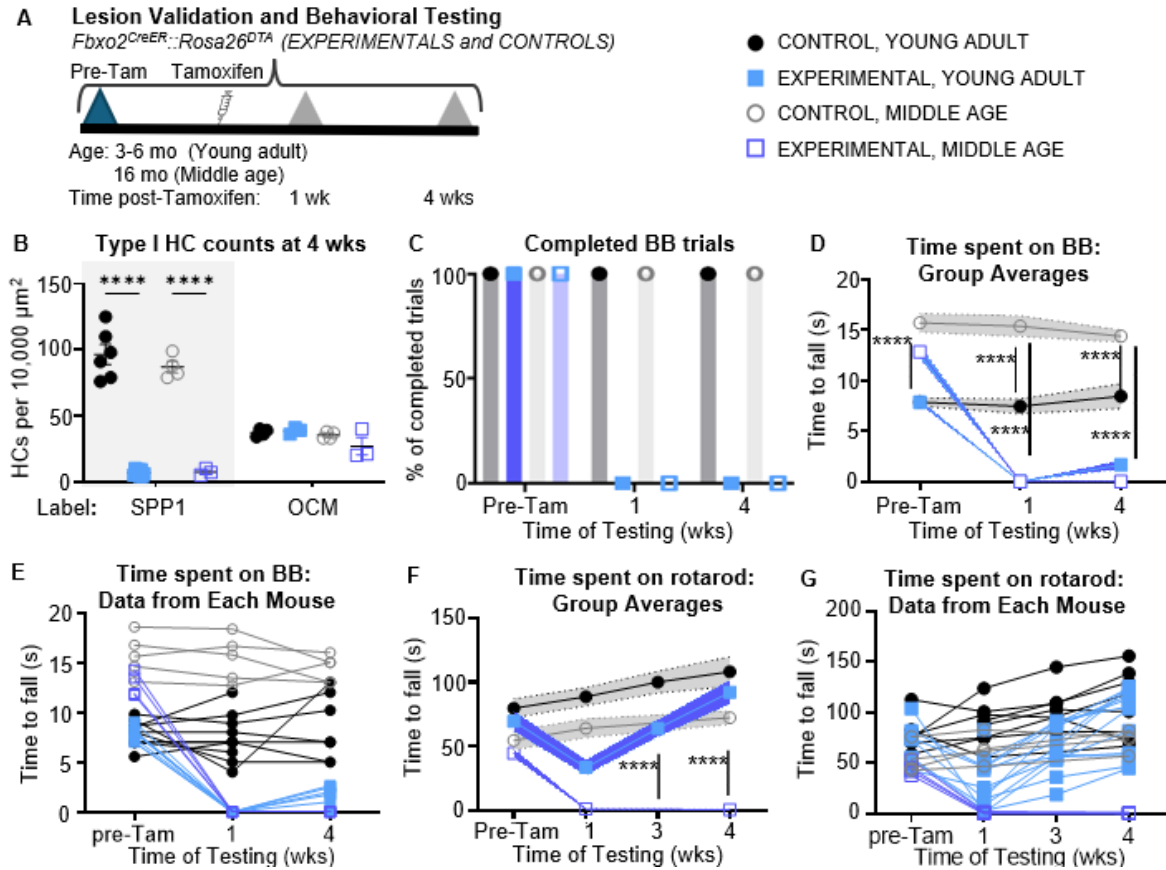 A
Lesion Validation and Behavioral Testing
Fbxo2CreER::Rosa26DTA (EXPERIMENTALS and CONTROLS)
Pre-Tam Tamoxifen
Age: 3-6 mo (Young adult)
16 mo (Middle age)
Time post-Tamoxifen: 1 wk 4 wks
CONTROL, YOUNG ADULT
EXPERIMENTAL, YOUNG ADULT
CONTROL, MIDDLE AGE
EXPERIMENTAL, MIDDLE AGE
B
Type I HC counts at 4 wks
HCs per 10,000 µm²
150
100
50
0
**** ****
Label: SPP1 OCM
C
Completed BB trials
% of completed trials
100
50
0
Pre-Tam 1 4
Time of Testing (wks)
D
Time spent on BB:
Group Averages
Time to fall (s)
20
15
10
5
0
****
****
****
****
****
Pre-Tam 1 4
Time of Testing (wks)
E
Time spent on BB:
Data from Each Mouse
Time to fall (s)
20
15
10
5
0
pre-Tam 1 4
Time of Testing (wks)
F
Time spent on rotarod:
Group Averages
Time to fall (s)
150
100
50
0
**** ****
Pre-Tam 1 3 4
Time of Testing (wks)
G
Time spent on rotarod:
Data from Each Mouse
Time to fall (s)
200
150
100
50
0
pre-Tam 1 3 4
Time of Testing (wks)